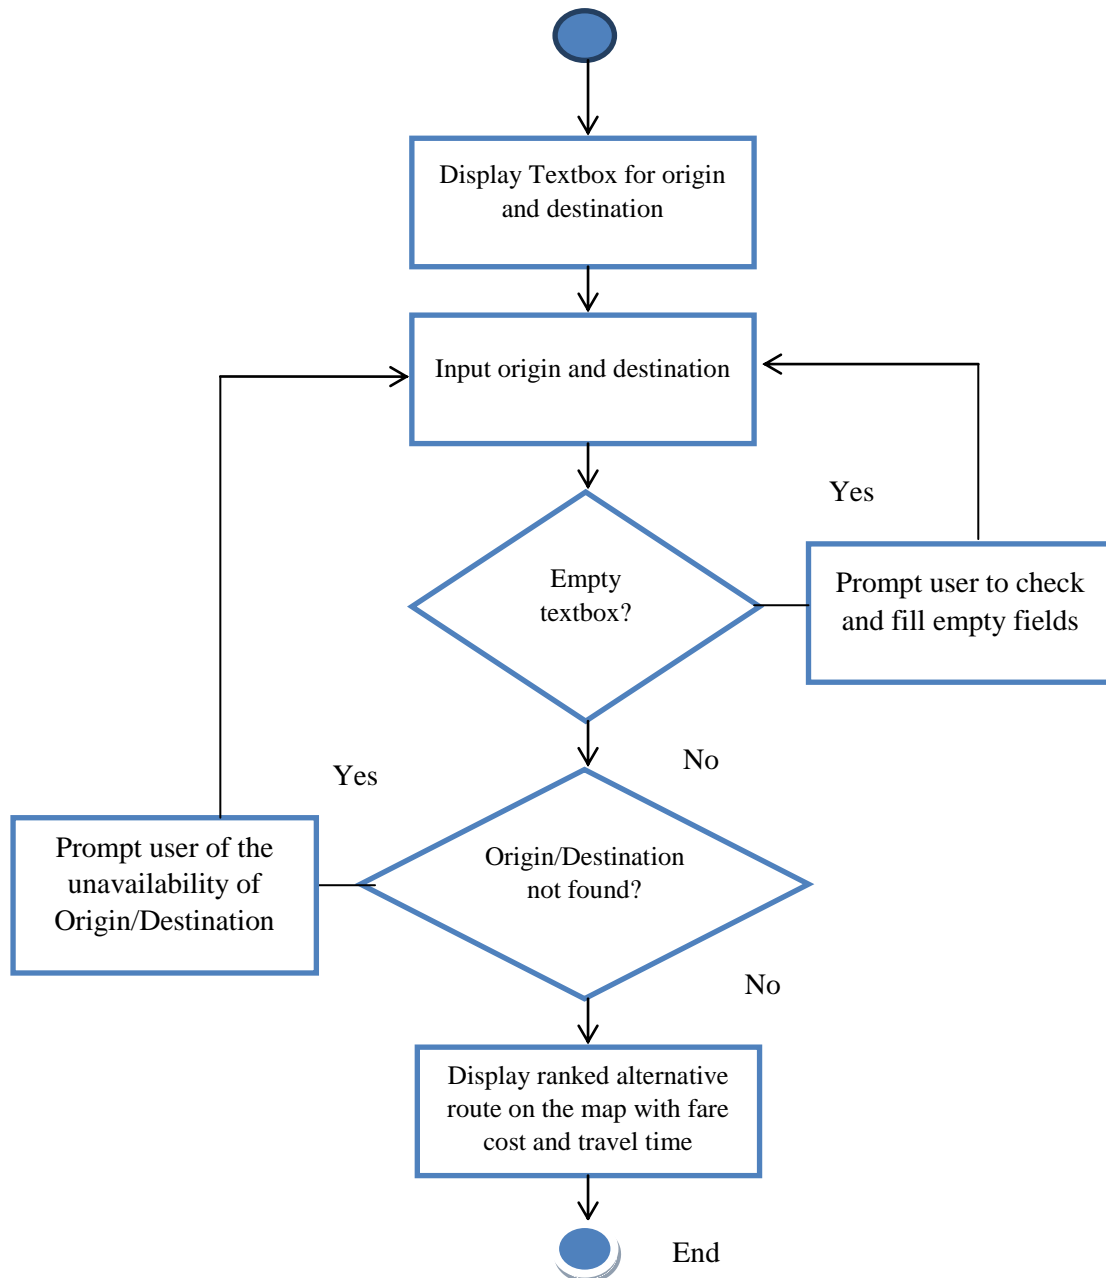 Display Textbox for origin
and destination
Input origin and destination
Yes
Empty
textbox?
Prompt user to check
and fill empty fields
No
Yes
Prompt user of the
unavailability of
Origin/Destination
Origin/Destination
not found?
No
Display ranked alternative
route on the map with fare
cost and travel time
End